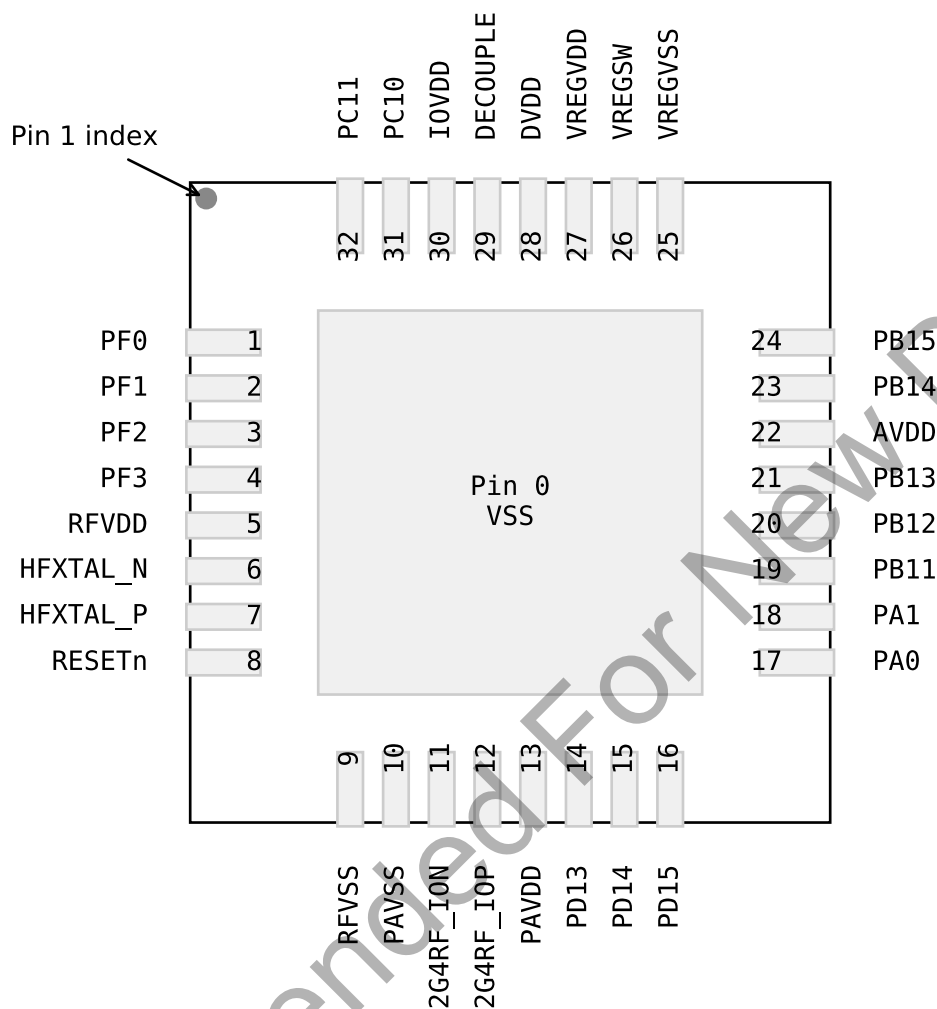 PC11
PC10
IOVDD
DECOUPLE
DVDD
VREGVDD
VREGSW
VREGVSS
Pin 1 index
32
31
30
29
28
27
26
25
PF0 1
PF1 2
PF2 3
PF3 4
RFVDD 5
HFXTAL_N 6
HFXTAL_P 7
RESETn 8
Pin 0
VSS
24 PB15
23 PB14
22 AVDD
21 PB13
20 PB12
19 PB11
18 PA1
17 PA0
9
10
11
12
13
14
15
16
RFVSS
PAVSS
2G4RF_ION
2G4RF_IOP
PAVDD
PD13
PD14
PD15
For New